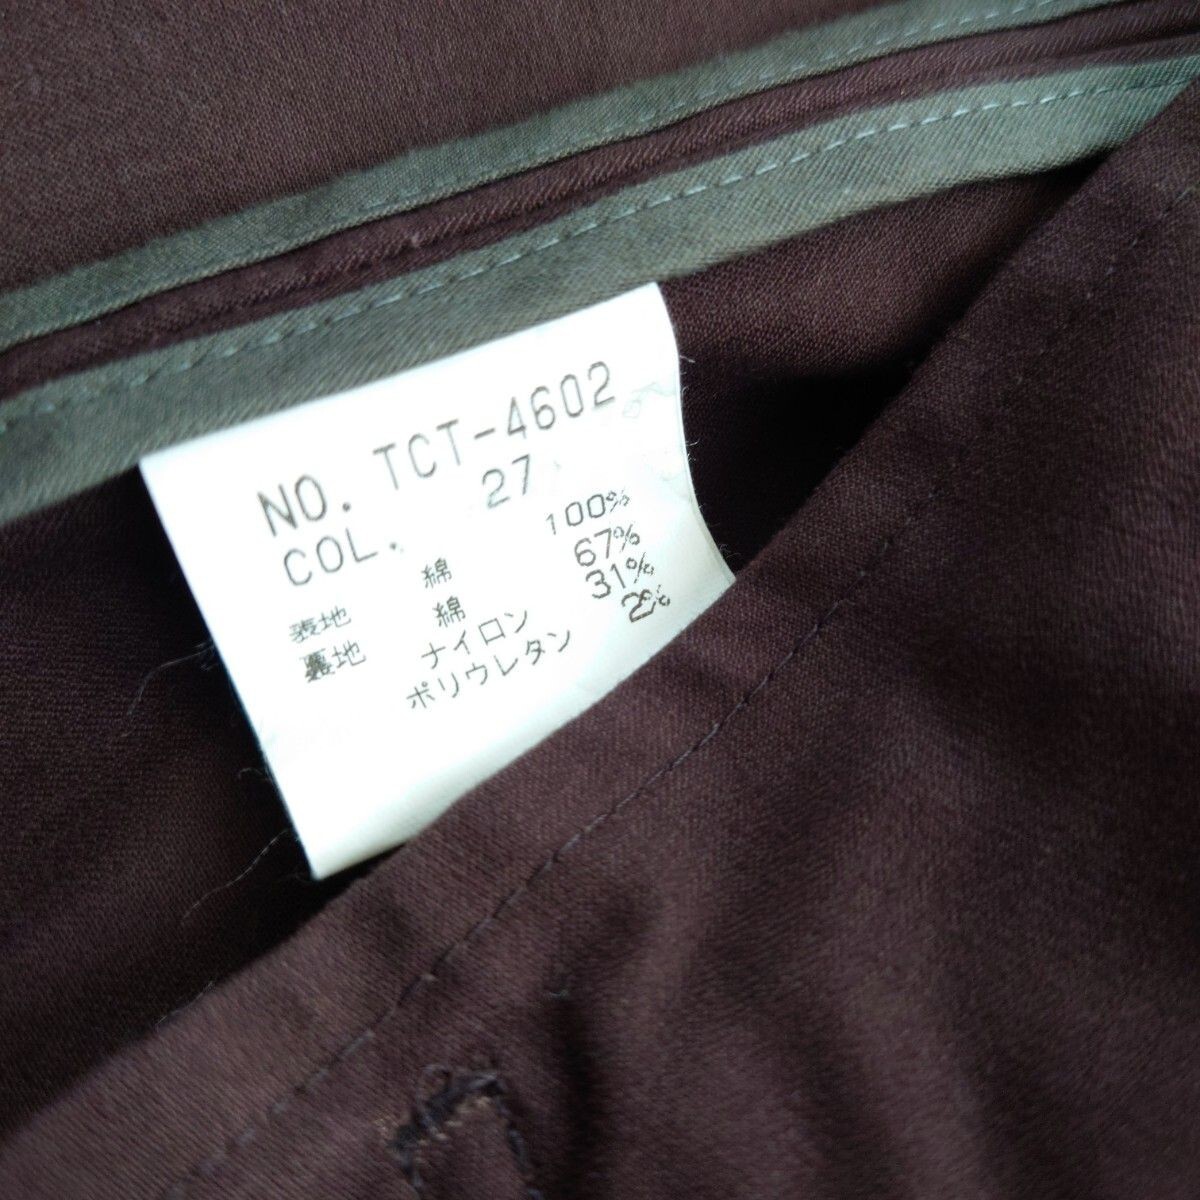 NO. TCT-4602
COL. 27
表地 綿 100%
裏地 綿 67%
ナイロン 31%
ポリウレタン 2%